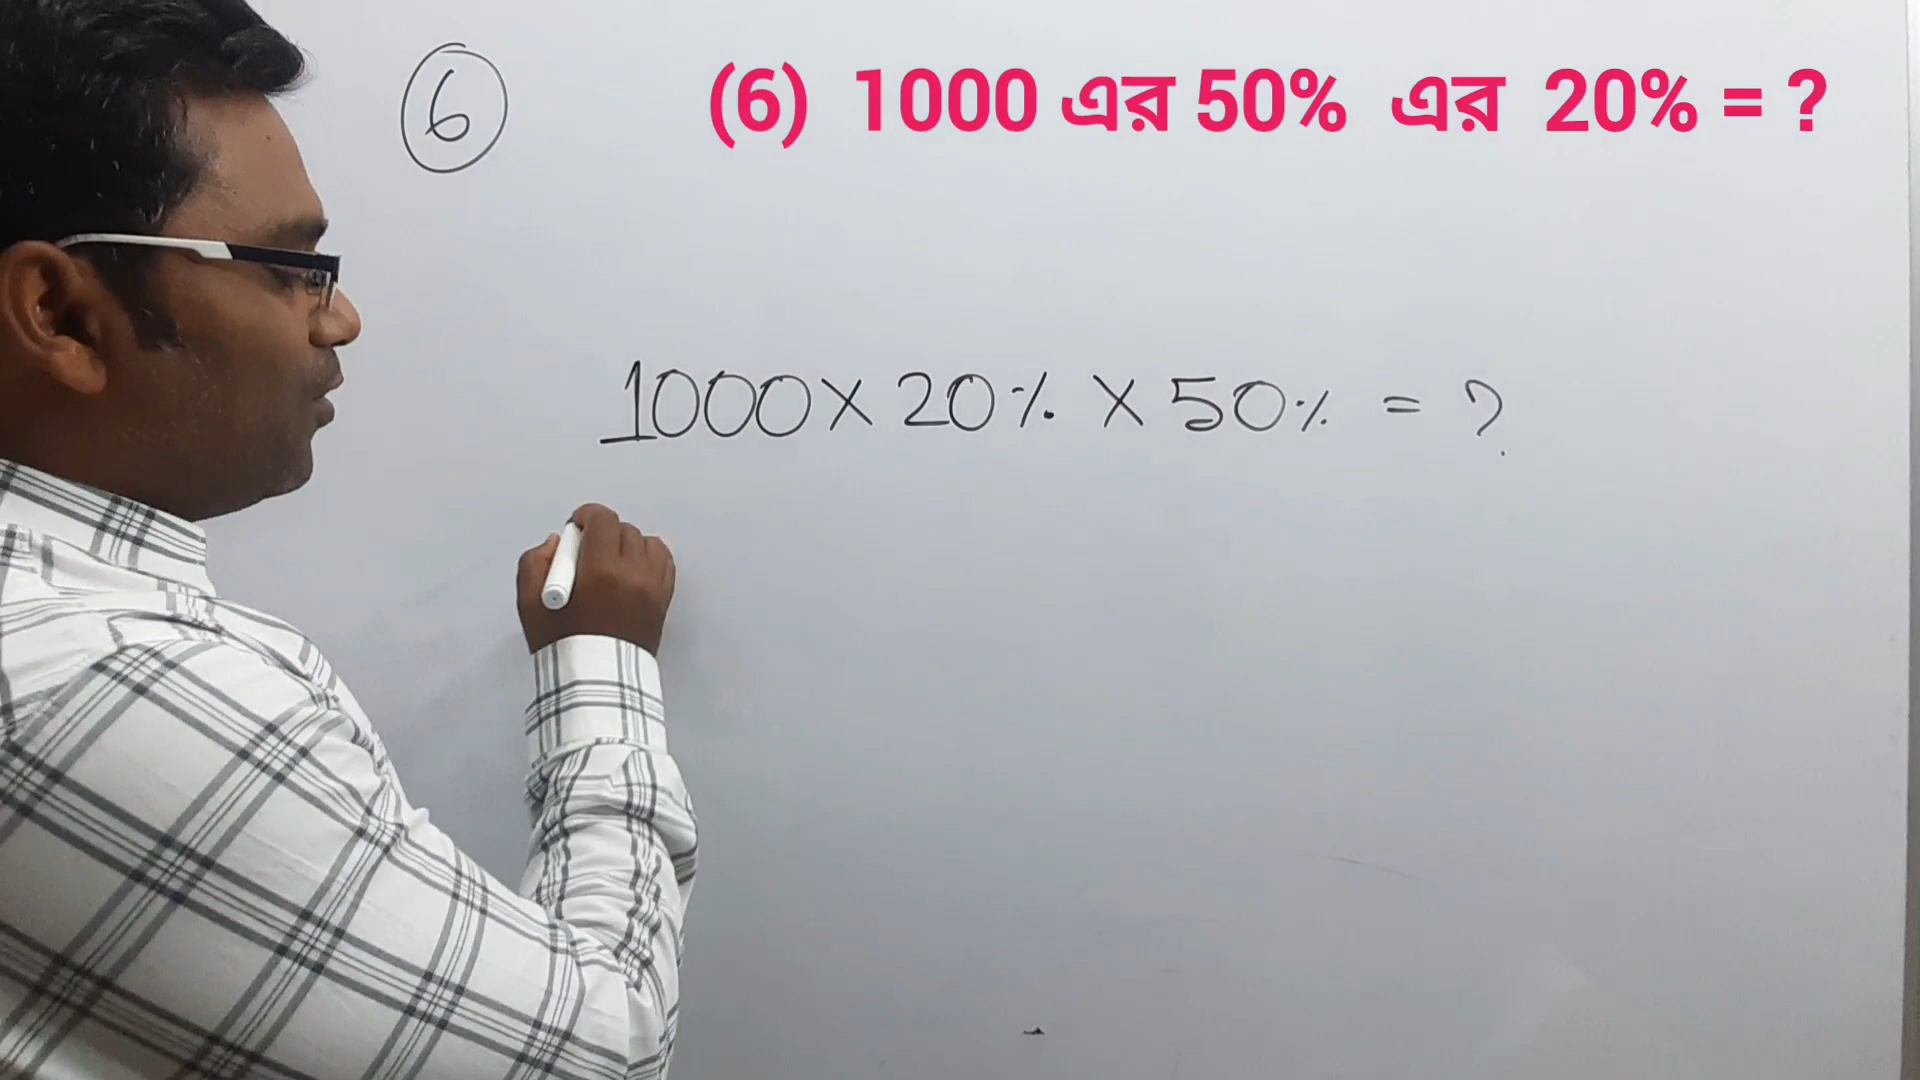 6
(6) 1000 এর 50% এর 20% = ?
1000 × 20% × 50% = ?